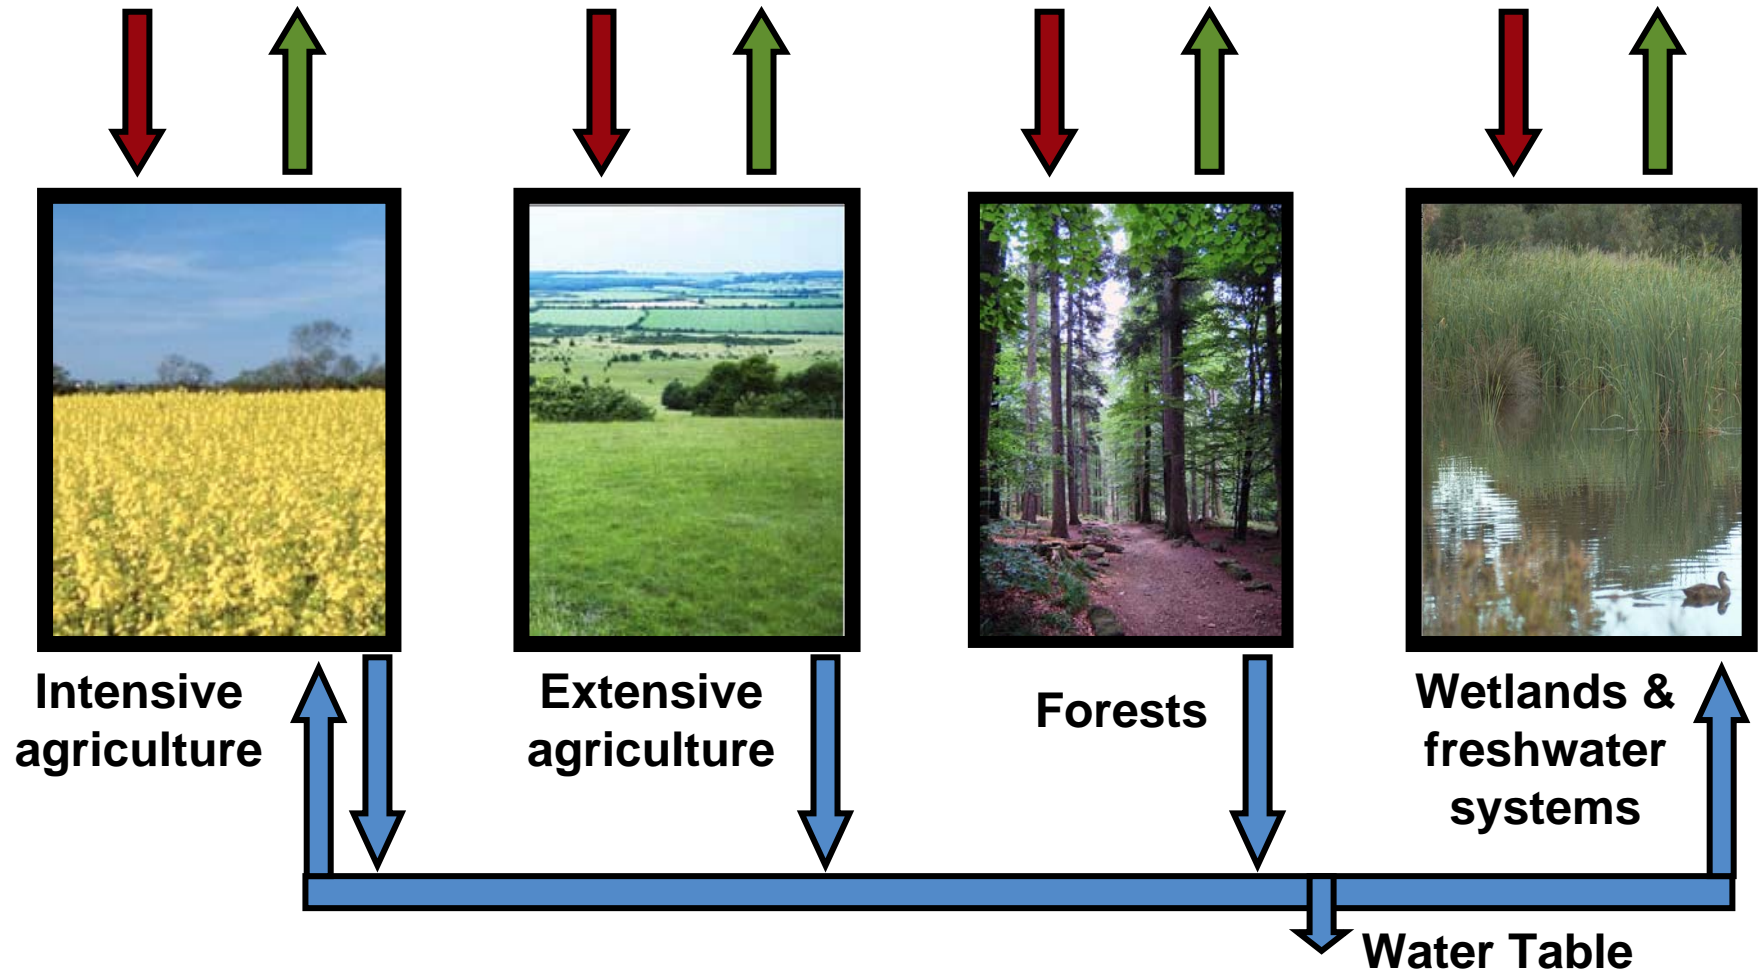 Intensive
agriculture
Extensive
agriculture
Forests
Wetlands &
freshwater
systems
Water Table